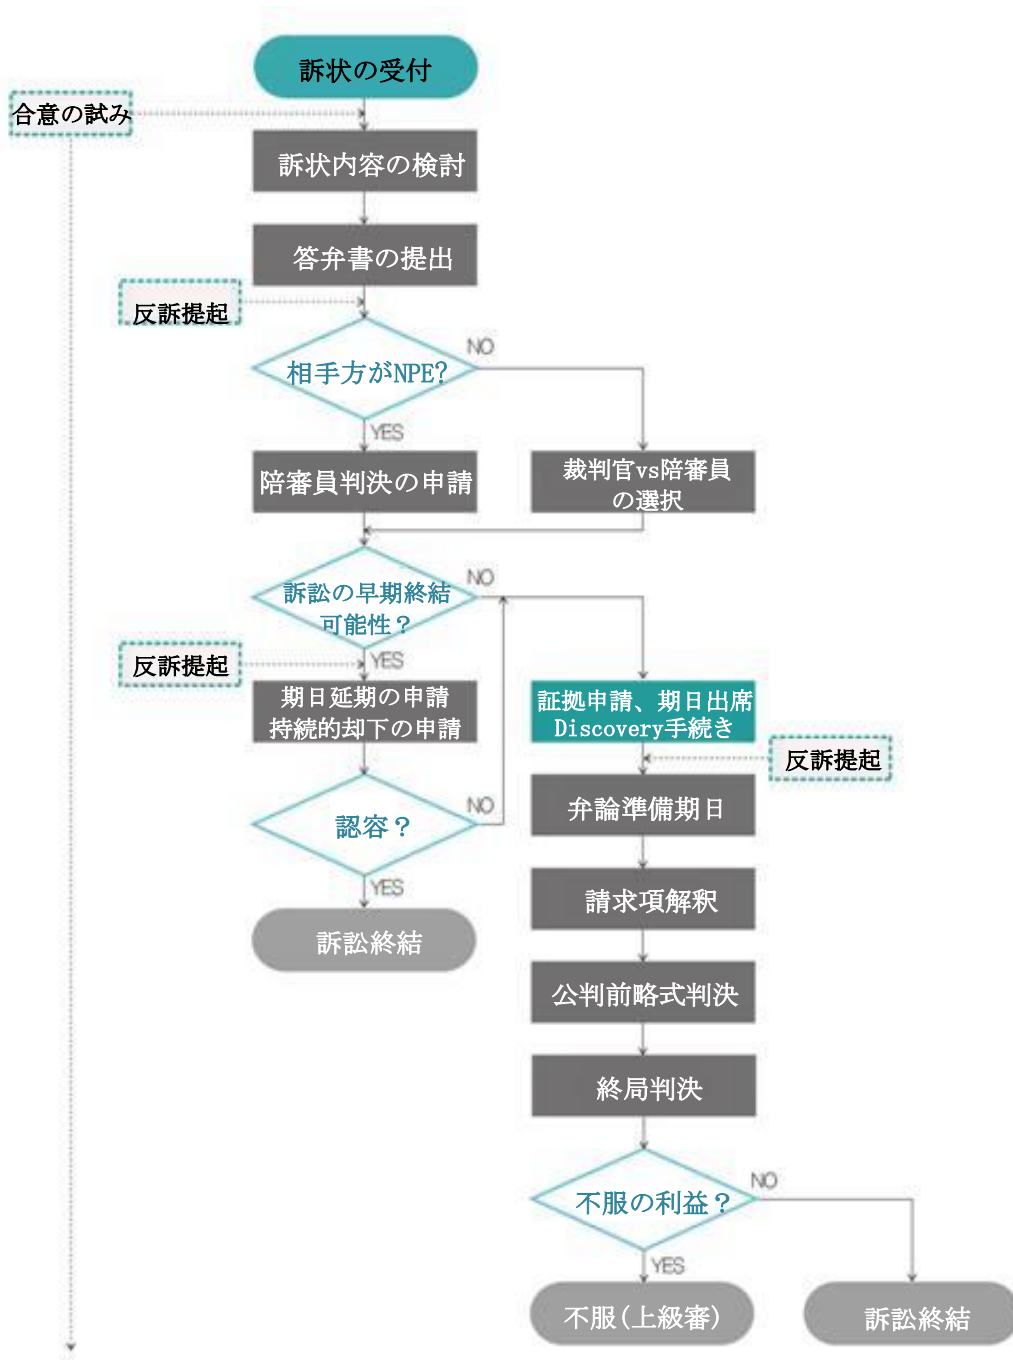 訴状の受付
合意の試み
訴状内容の検討
答弁書の提出
反訴提起
相手方がNPE?
NO
YES
陪審員判決の申請
裁判官vs陪審員
の選択
訴訟の早期終結
可能性？
NO
YES
反訴提起
期日延期の申請
持続的却下の申請
証拠申請、期日出席
Discovery手続き
反訴提起
認容？
NO
YES
弁論準備期日
請求項解釈
訴訟終結
公判前略式判決
終局判決
不服の利益？
NO
YES
不服(上級審)
訴訟終結